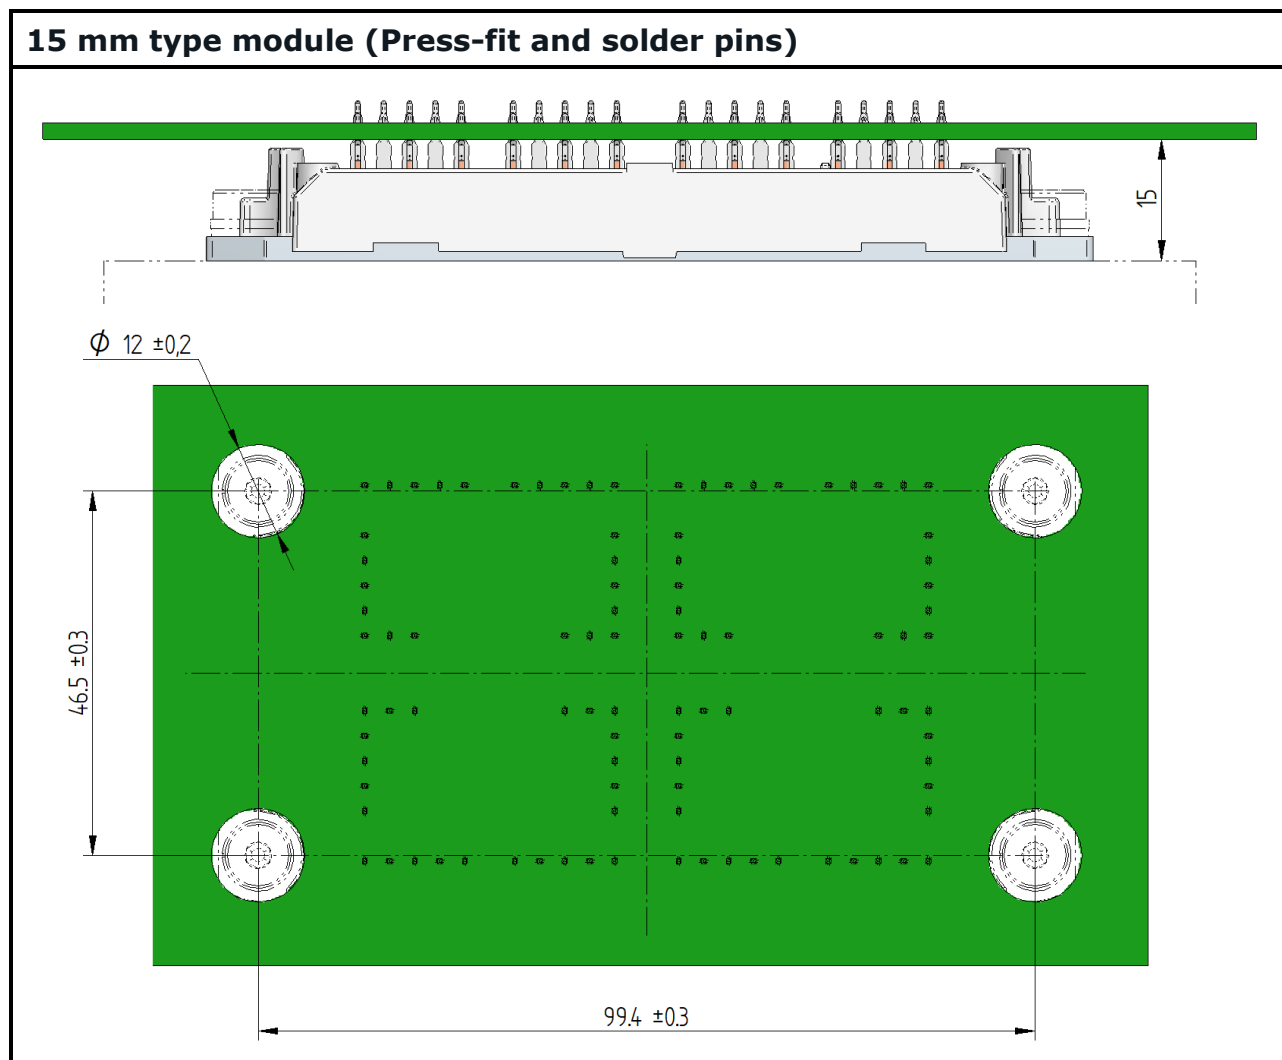 15 mm type module (Press-fit and solder pins)
15
ϕ 12 ±0,2
46.5 ±0.3
99.4 ±0.3